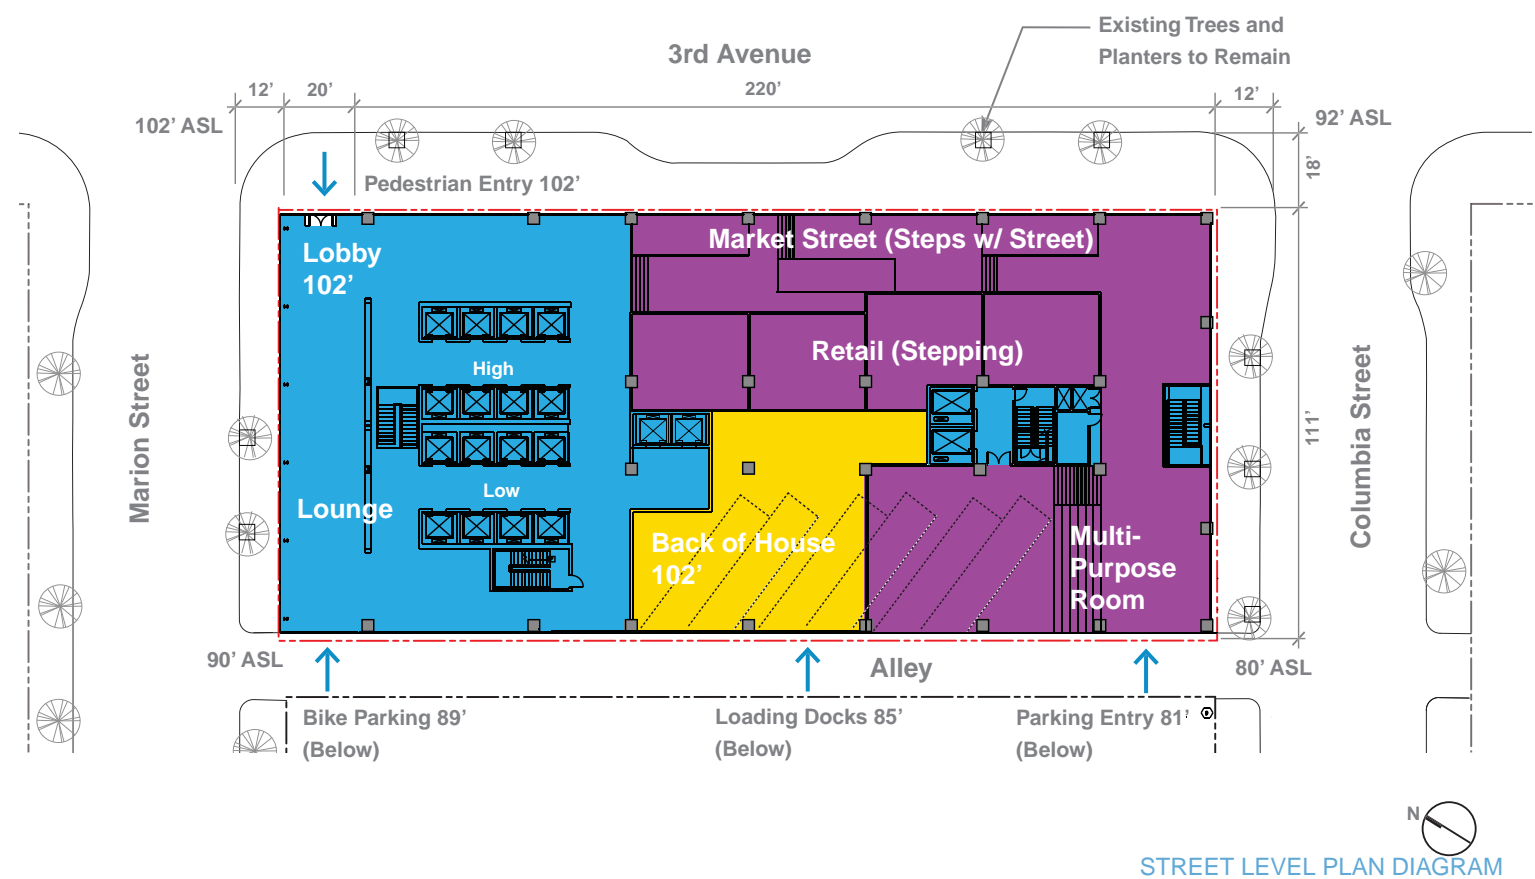 Existing Trees and
Planters to Remain
3rd Avenue
12’
20’
220’
12’
102’ ASL
92’ ASL
18’
Pedestrian Entry 102’
Lobby
102’
Market Street (Steps w/ Street)
Retail (Stepping)
High
Marion Street
Columbia Street
111’
Low
Lounge
Back of House
102’
Multi-
Purpose
Room
90’ ASL
Alley
80’ ASL
Bike Parking 89’
(Below)
Loading Docks 85’
(Below)
Parking Entry 81’
(Below)
N
STREET LEVEL PLAN DIAGRAM